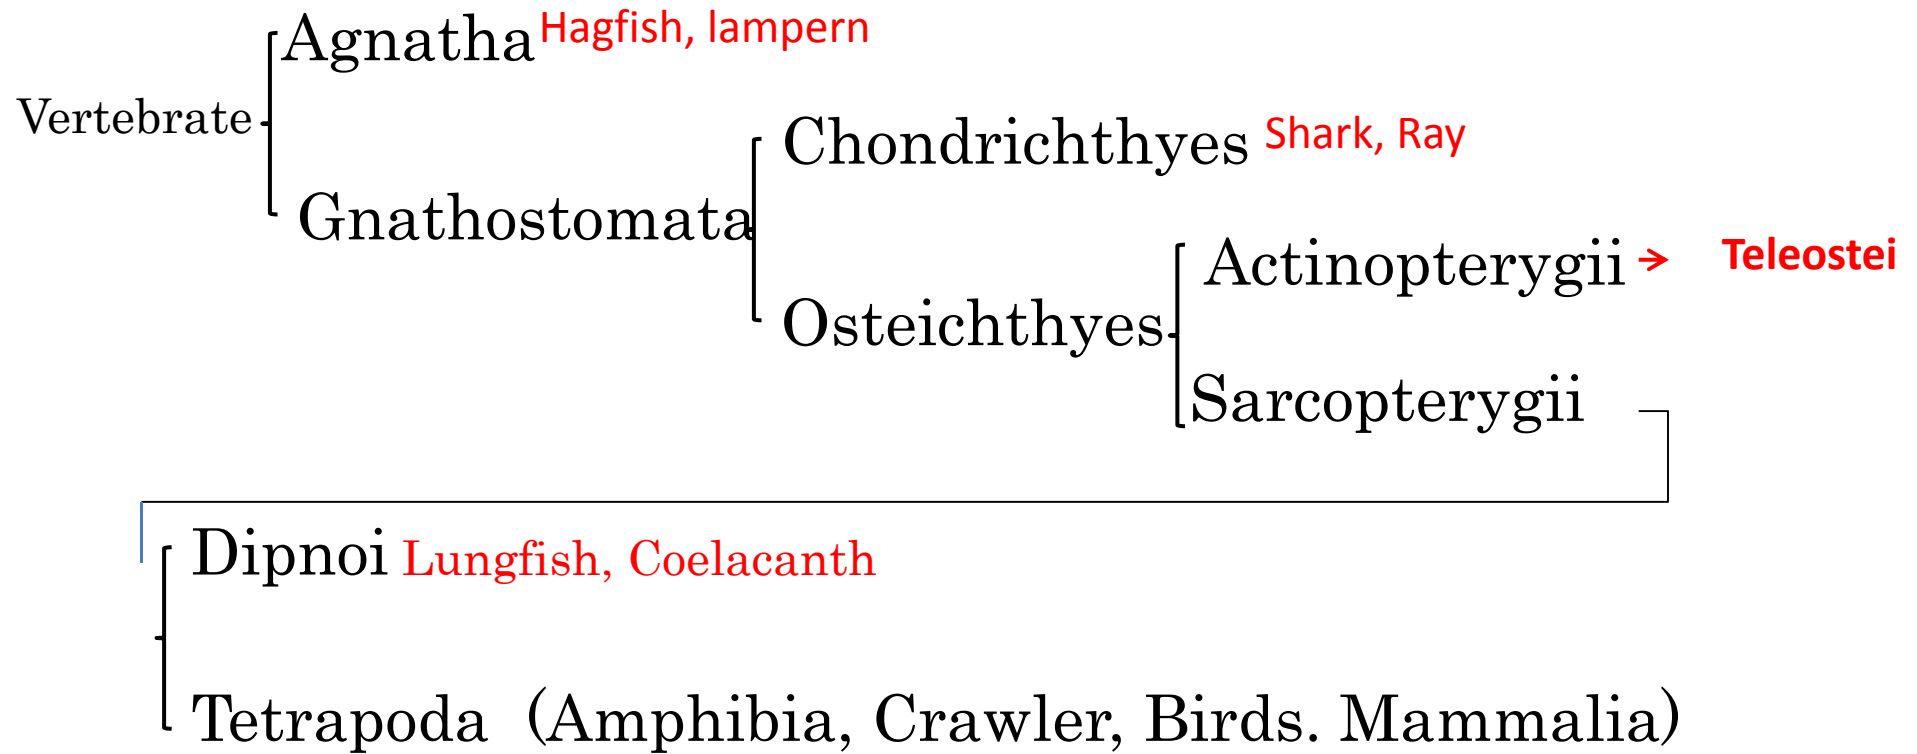 Agnatha Hagfish, lampern
Vertebrate
Chondrichthyes Shark, Ray
Gnathostomata
Actinopterygii Teleostei
Osteichthyes
Sarcopterygii
Dipnoi Lungfish, Coelacanth
Tetrapoda (Amphibia, Crawler, Birds. Mammalia)